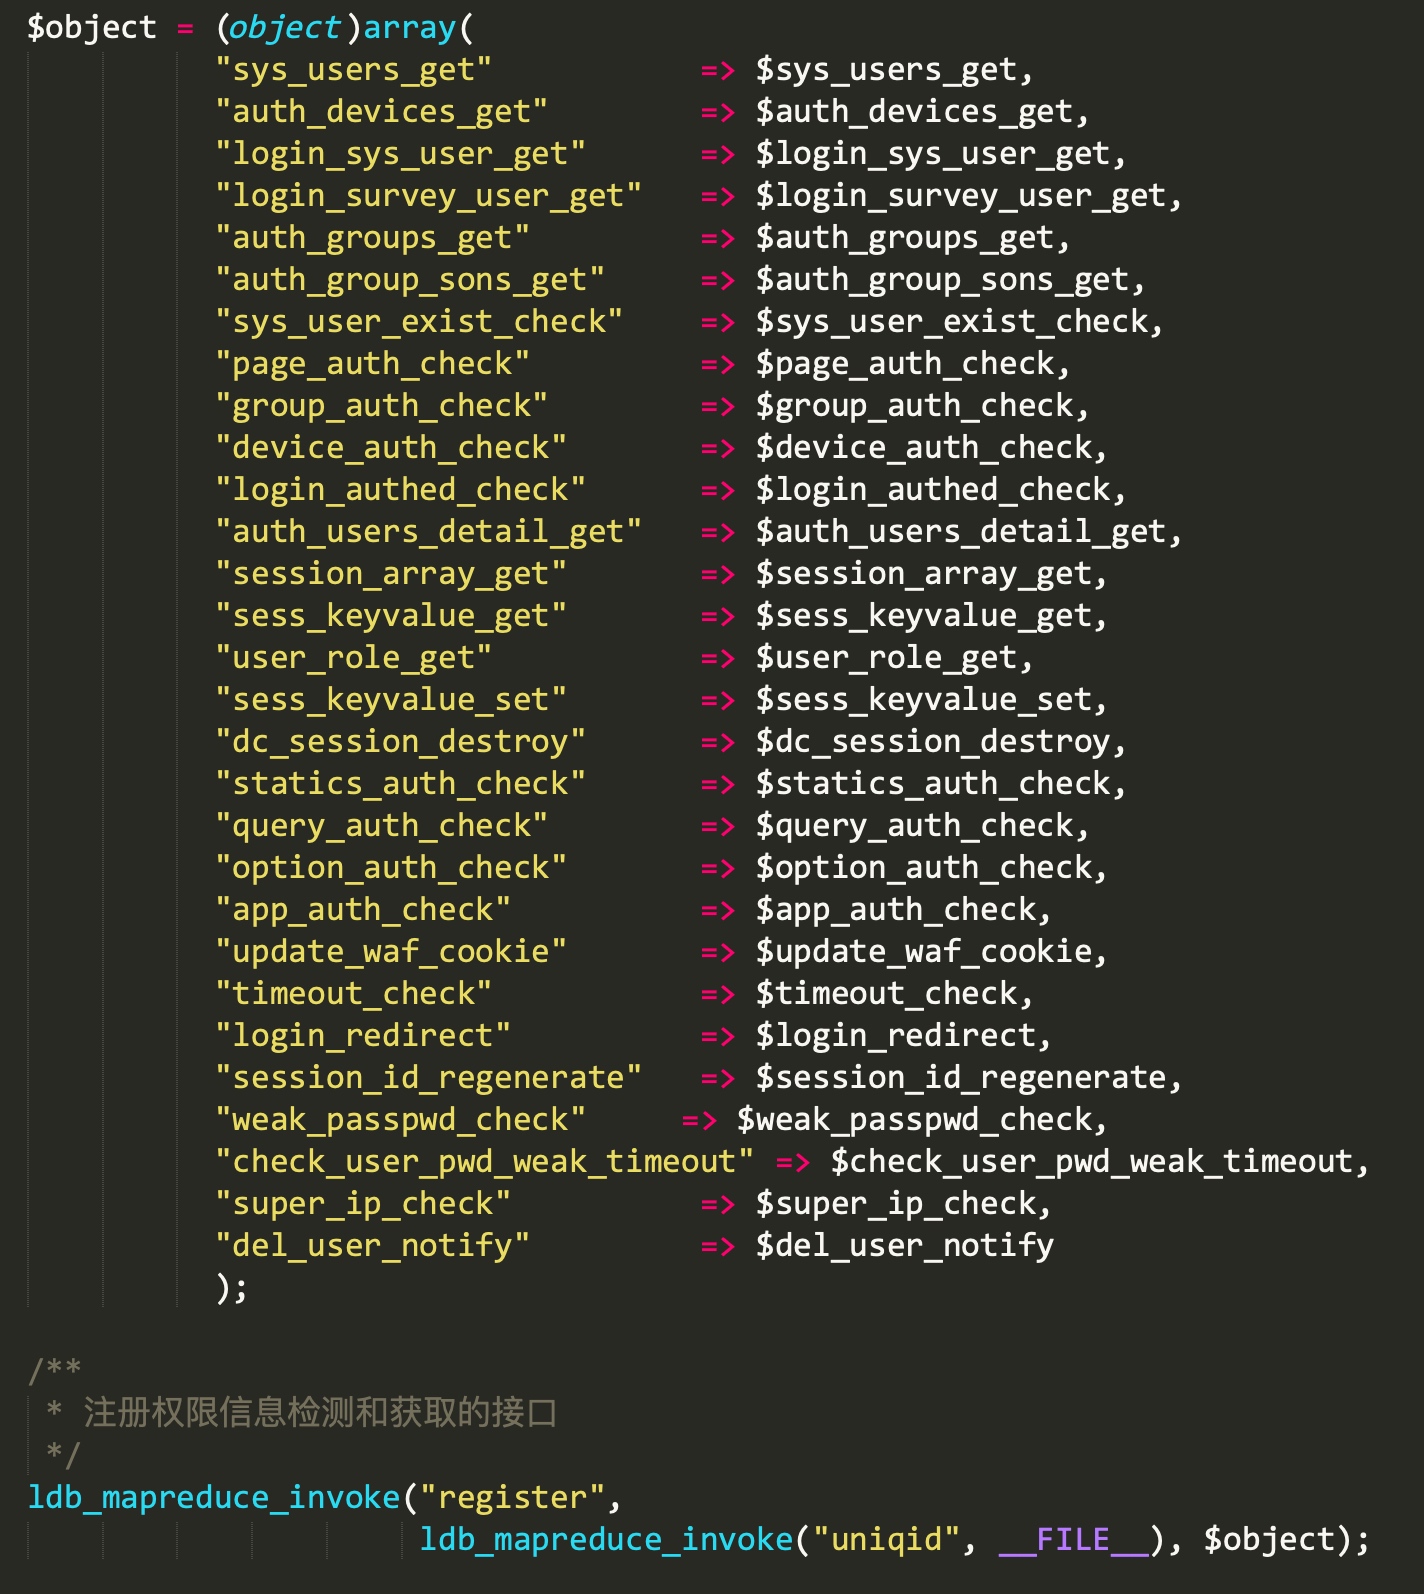 $object = (object)array(
"sys_users_get" => $sys_users_get,
"auth_devices_get" => $auth_devices_get,
"login_sys_user_get" => $login_sys_user_get,
"login_survey_user_get" => $login_survey_user_get,
"auth_groups_get" => $auth_groups_get,
"auth_group_sons_get" => $auth_group_sons_get,
"sys_user_exist_check" => $sys_user_exist_check,
"page_auth_check" => $page_auth_check,
"group_auth_check" => $group_auth_check,
"device_auth_check" => $device_auth_check,
"login_authed_check" => $login_authed_check,
"auth_users_detail_get" => $auth_users_detail_get,
"session_array_get" => $session_array_get,
"sess_keyvalue_get" => $sess_keyvalue_get,
"user_role_get" => $user_role_get,
"sess_keyvalue_set" => $sess_keyvalue_set,
"dc_session_destroy" => $dc_session_destroy,
"statics_auth_check" => $statics_auth_check,
"query_auth_check" => $query_auth_check,
"option_auth_check" => $option_auth_check,
"app_auth_check" => $app_auth_check,
"update_waf_cookie" => $update_waf_cookie,
"timeout_check" => $timeout_check,
"login_redirect" => $login_redirect,
"session_id_regenerate" => $session_id_regenerate,
"weak_passpwd_check" => $weak_passpwd_check,
"check_user_pwd_weak_timeout" => $check_user_pwd_weak_timeout,
"super_ip_check" => $super_ip_check,
"del_user_notify" => $del_user_notify
);
/**
* 注册权限信息检测和获取的接口
*/
ldb_mapreduce_invoke("register",
ldb_mapreduce_invoke("uniqid", __FILE__), $object);